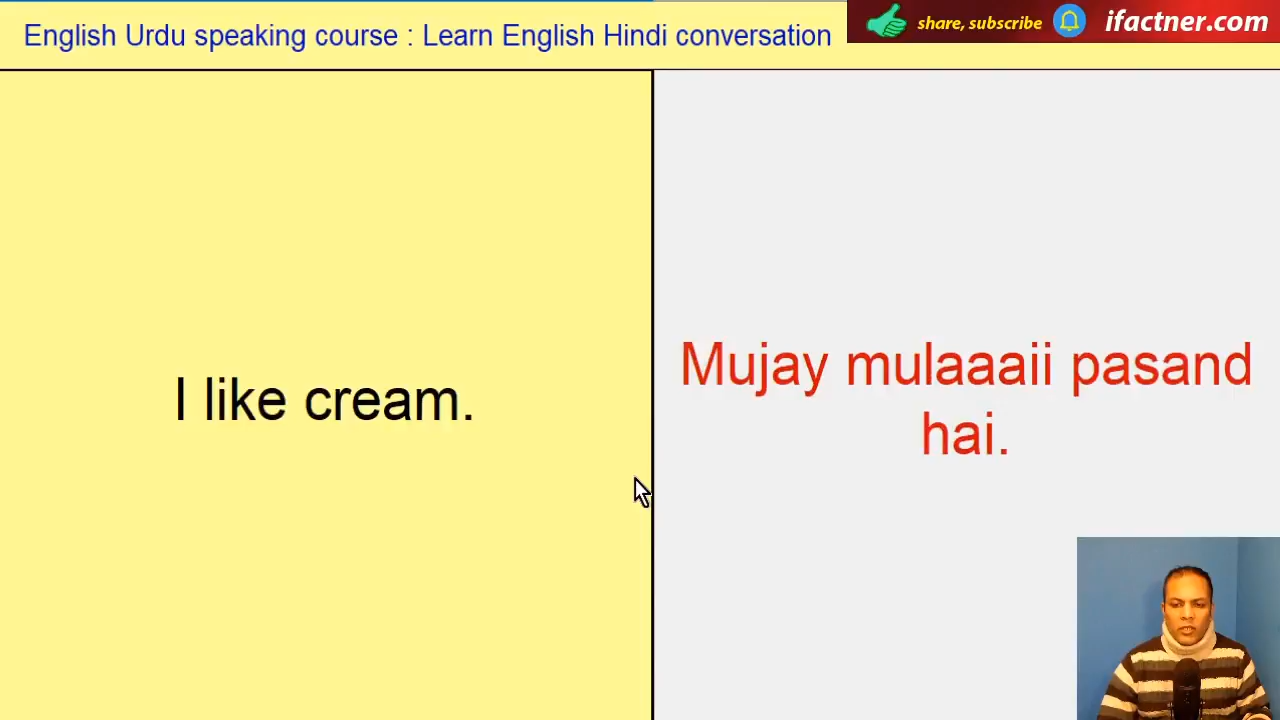 English Urdu speaking course : Learn English Hindi conversation
share, subscribe
ifactner.com
I like cream.
Mujay mulaaaii pasand
hai.